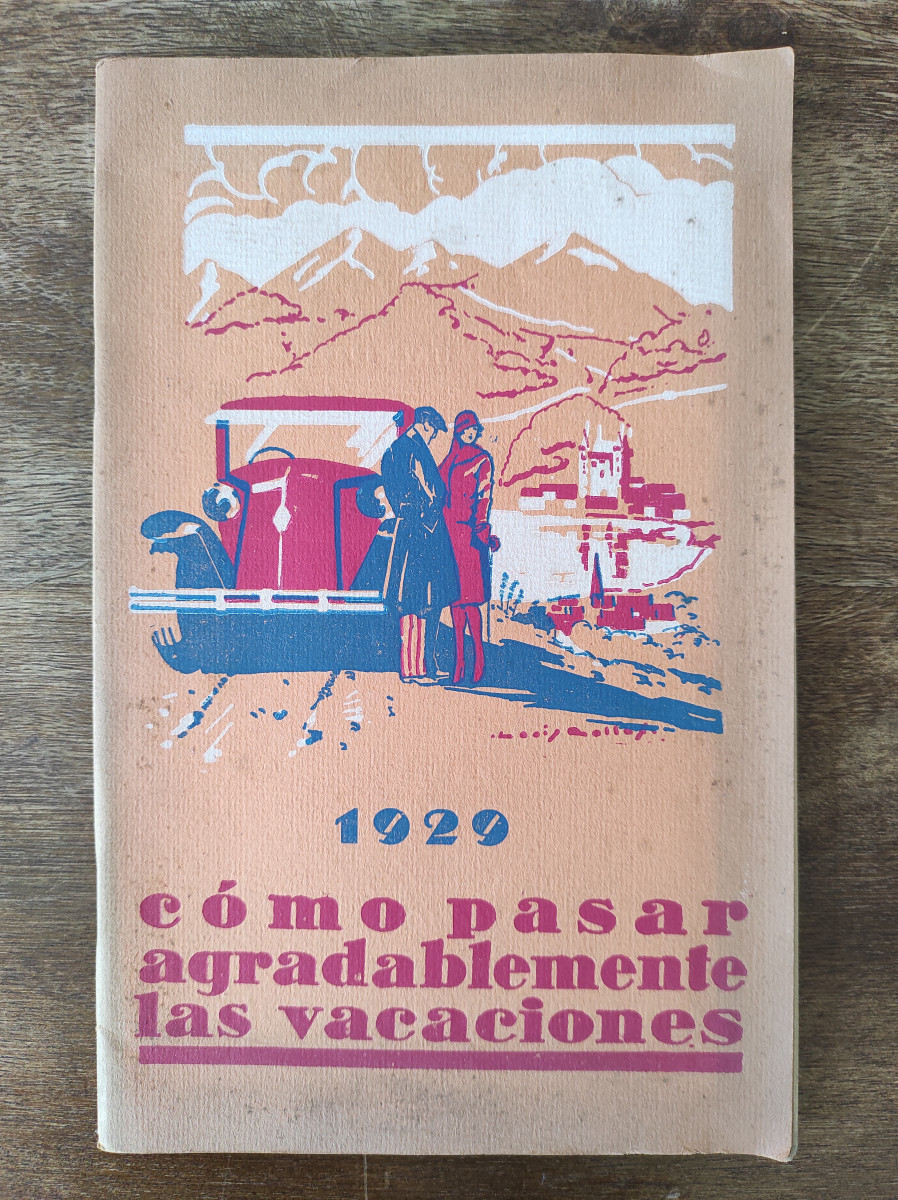 1929
cómo pasar
agradablemente
las vacaciones